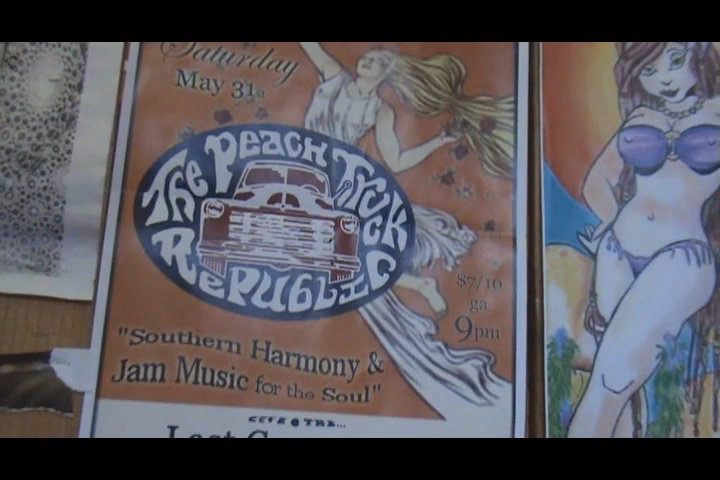 Saturday
May 31st
The Peach Truck
Republic
$7/10
ga
9pm
"Southern Harmony &
Jam Music for the Soul"